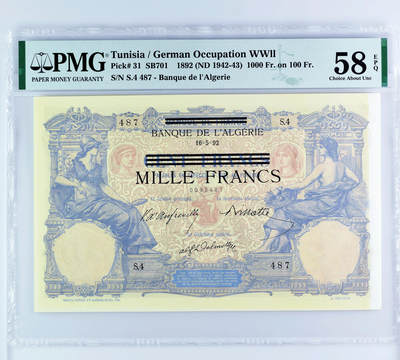 PMG
PAPER MONEY GUARANTY
Tunisia / German Occupation WWII
Pick# 31 SB701 1892 (ND 1942-43) 1000 Fr. on 100 Fr.
S/N S.4 487 - Banque de l'Algerie
58 EPQ
Choice About Unc
487 S.4
BANQUE DE L'ALGÉRIE
16-5-92
CENT FRANCS
MILLE FRANCS
S.4 487